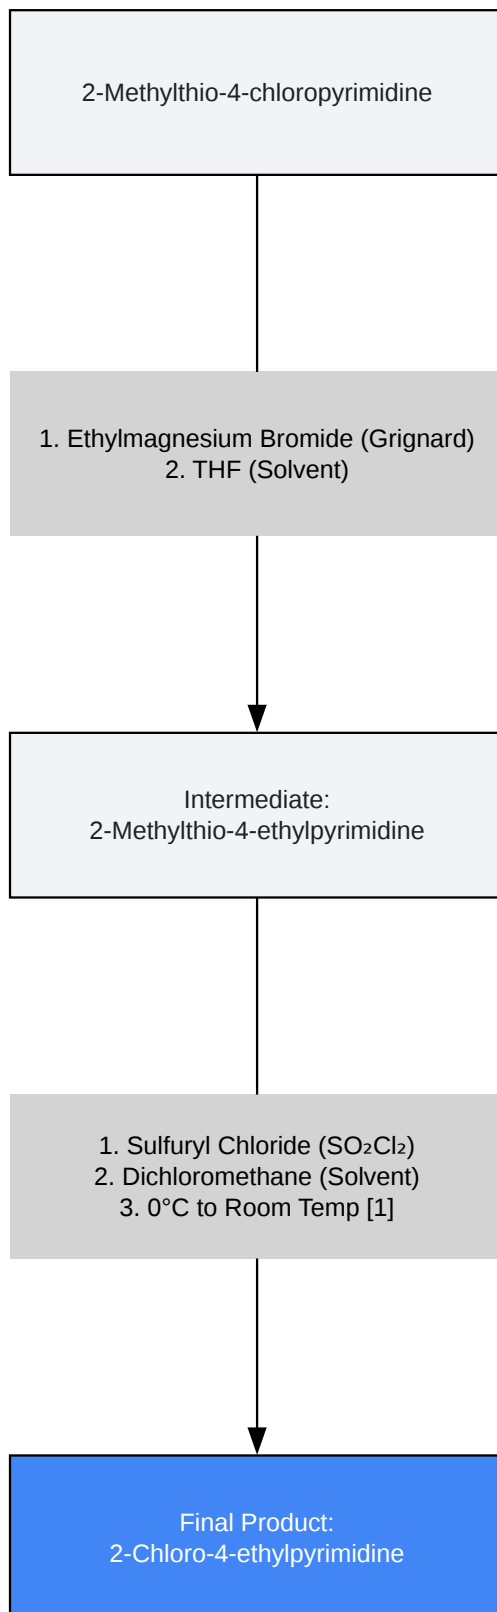 2-Methylthio-4-chloropyrimidine
1. Ethylmagnesium Bromide (Grignard)
2. THF (Solvent)
Intermediate:
2-Methylthio-4-ethylpyrimidine
1. Sulfuryl Chloride (SO₂Cl₂)
2. Dichloromethane (Solvent)
3. 0°C to Room Temp [1]
Final Product:
2-Chloro-4-ethylpyrimidine